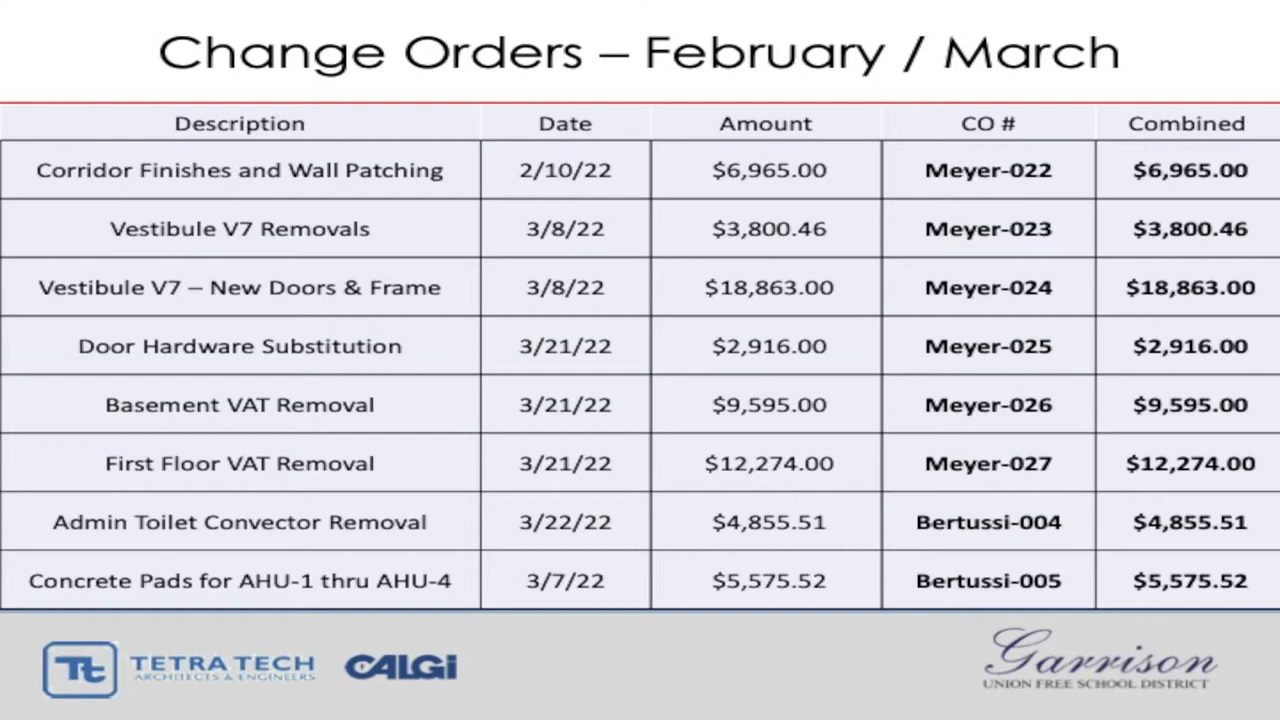 Change Orders – February / March
Description Date Amount CO # Combined
Corridor Finishes and Wall Patching 2/10/22 $6,965.00 Meyer-022 $6,965.00
Vestibule V7 Removals 3/8/22 $3,800.46 Meyer-023 $3,800.46
Vestibule V7 – New Doors & Frame 3/8/22 $18,863.00 Meyer-024 $18,863.00
Door Hardware Substitution 3/21/22 $2,916.00 Meyer-025 $2,916.00
Basement VAT Removal 3/21/22 $9,595.00 Meyer-026 $9,595.00
First Floor VAT Removal 3/21/22 $12,274.00 Meyer-027 $12,274.00
Admin Toilet Convector Removal 3/22/22 $4,855.51 Bertussi-004 $4,855.51
Concrete Pads for AHU-1 thru AHU-4 3/7/22 $5,575.52 Bertussi-005 $5,575.52
Tt TETRA TECH
ARCHITECTS & ENGINEERS
CALGI
Garrison
UNION FREE SCHOOL DISTRICT